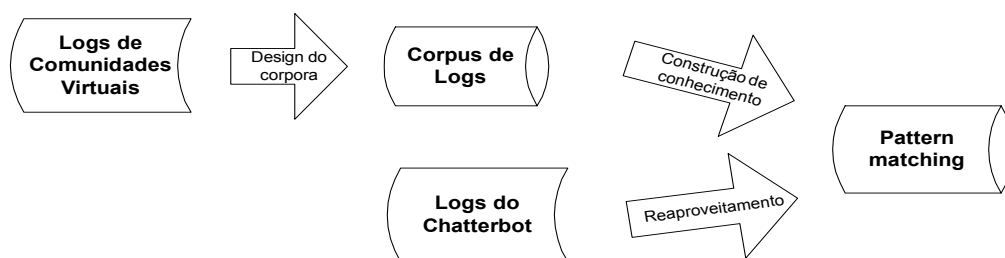 Logs de
Comunidades
Virtuais
Design do
corpora
Corpus de
Logs
Construção de
conhecimento
Pattern
matching
Logs do
Chatterbot
Reaproveitamento